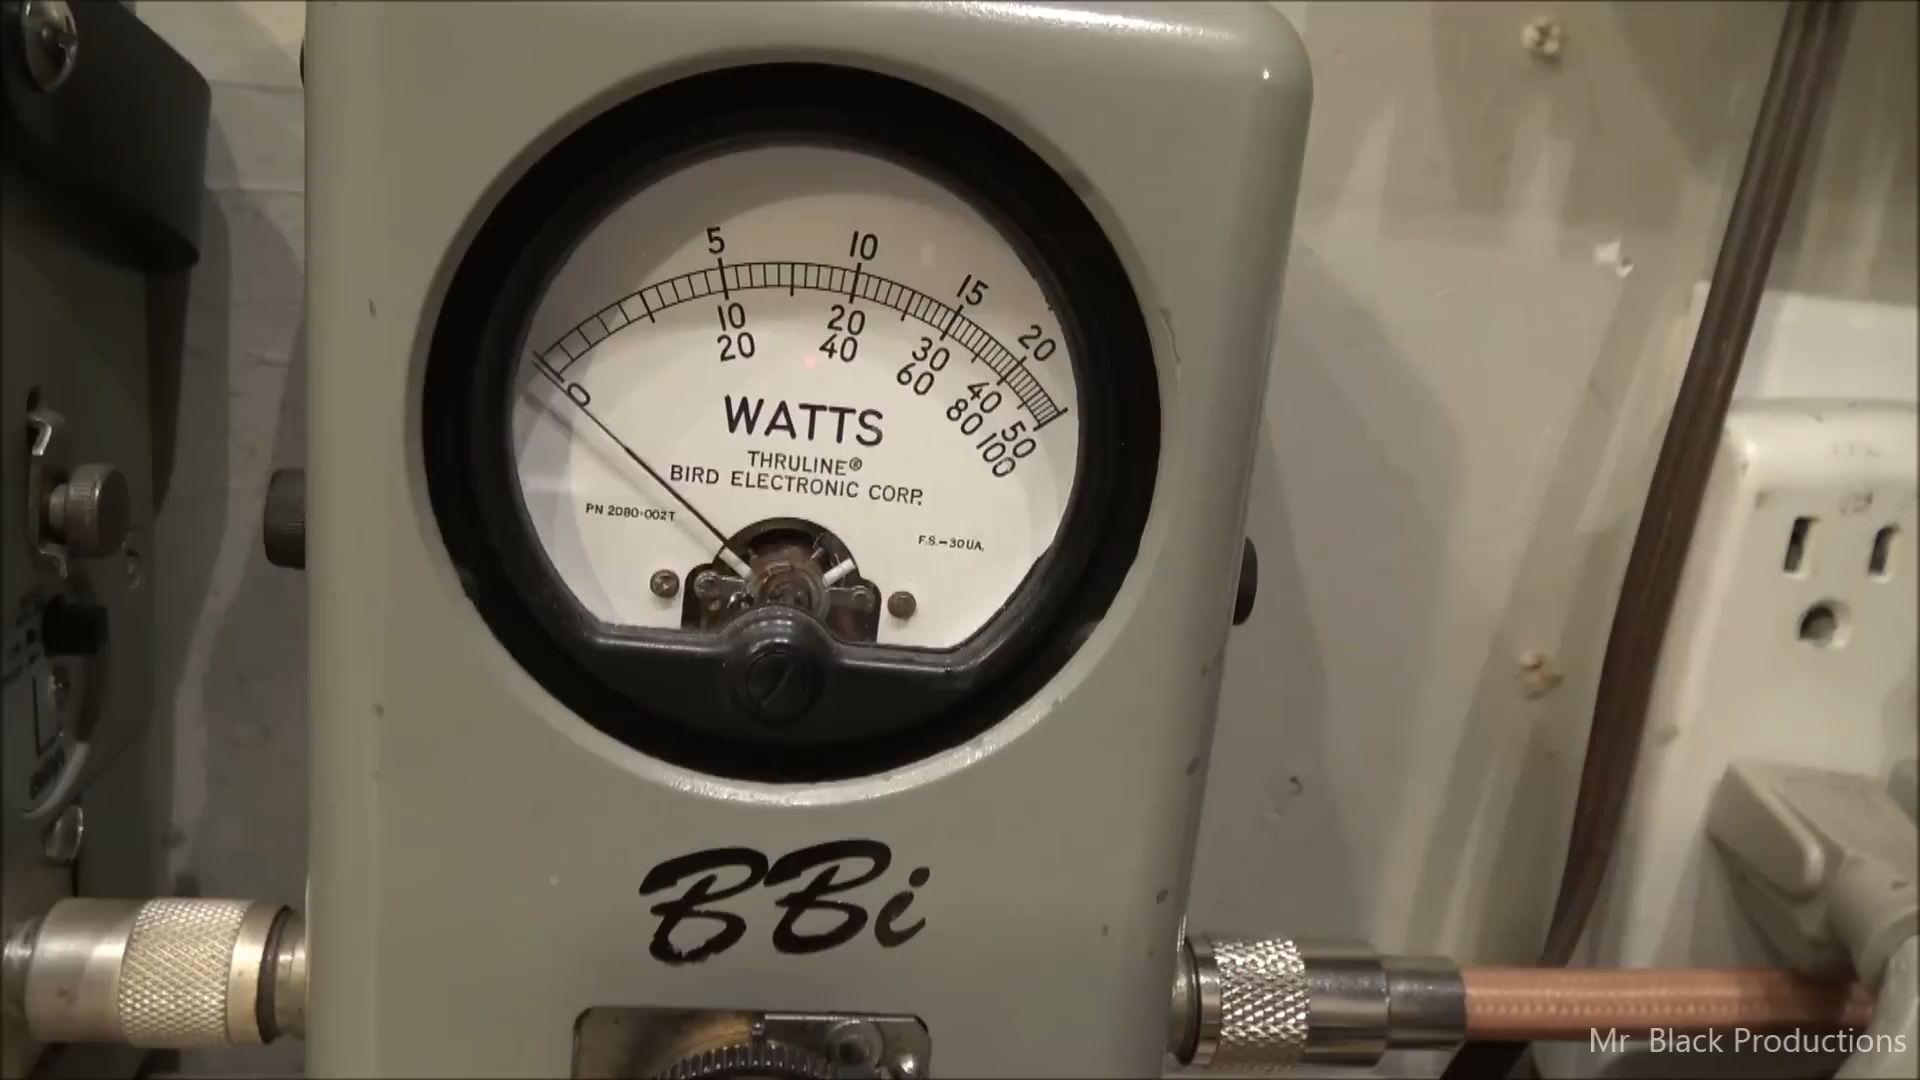 5 10 15 20
0 10 20 30 40 50
20 40 60 80 100
WATTS
THRULINE®
BIRD ELECTRONIC CORP.
PN 2080-002T
F.S.-30UA.
BBi
Mr Black Productions